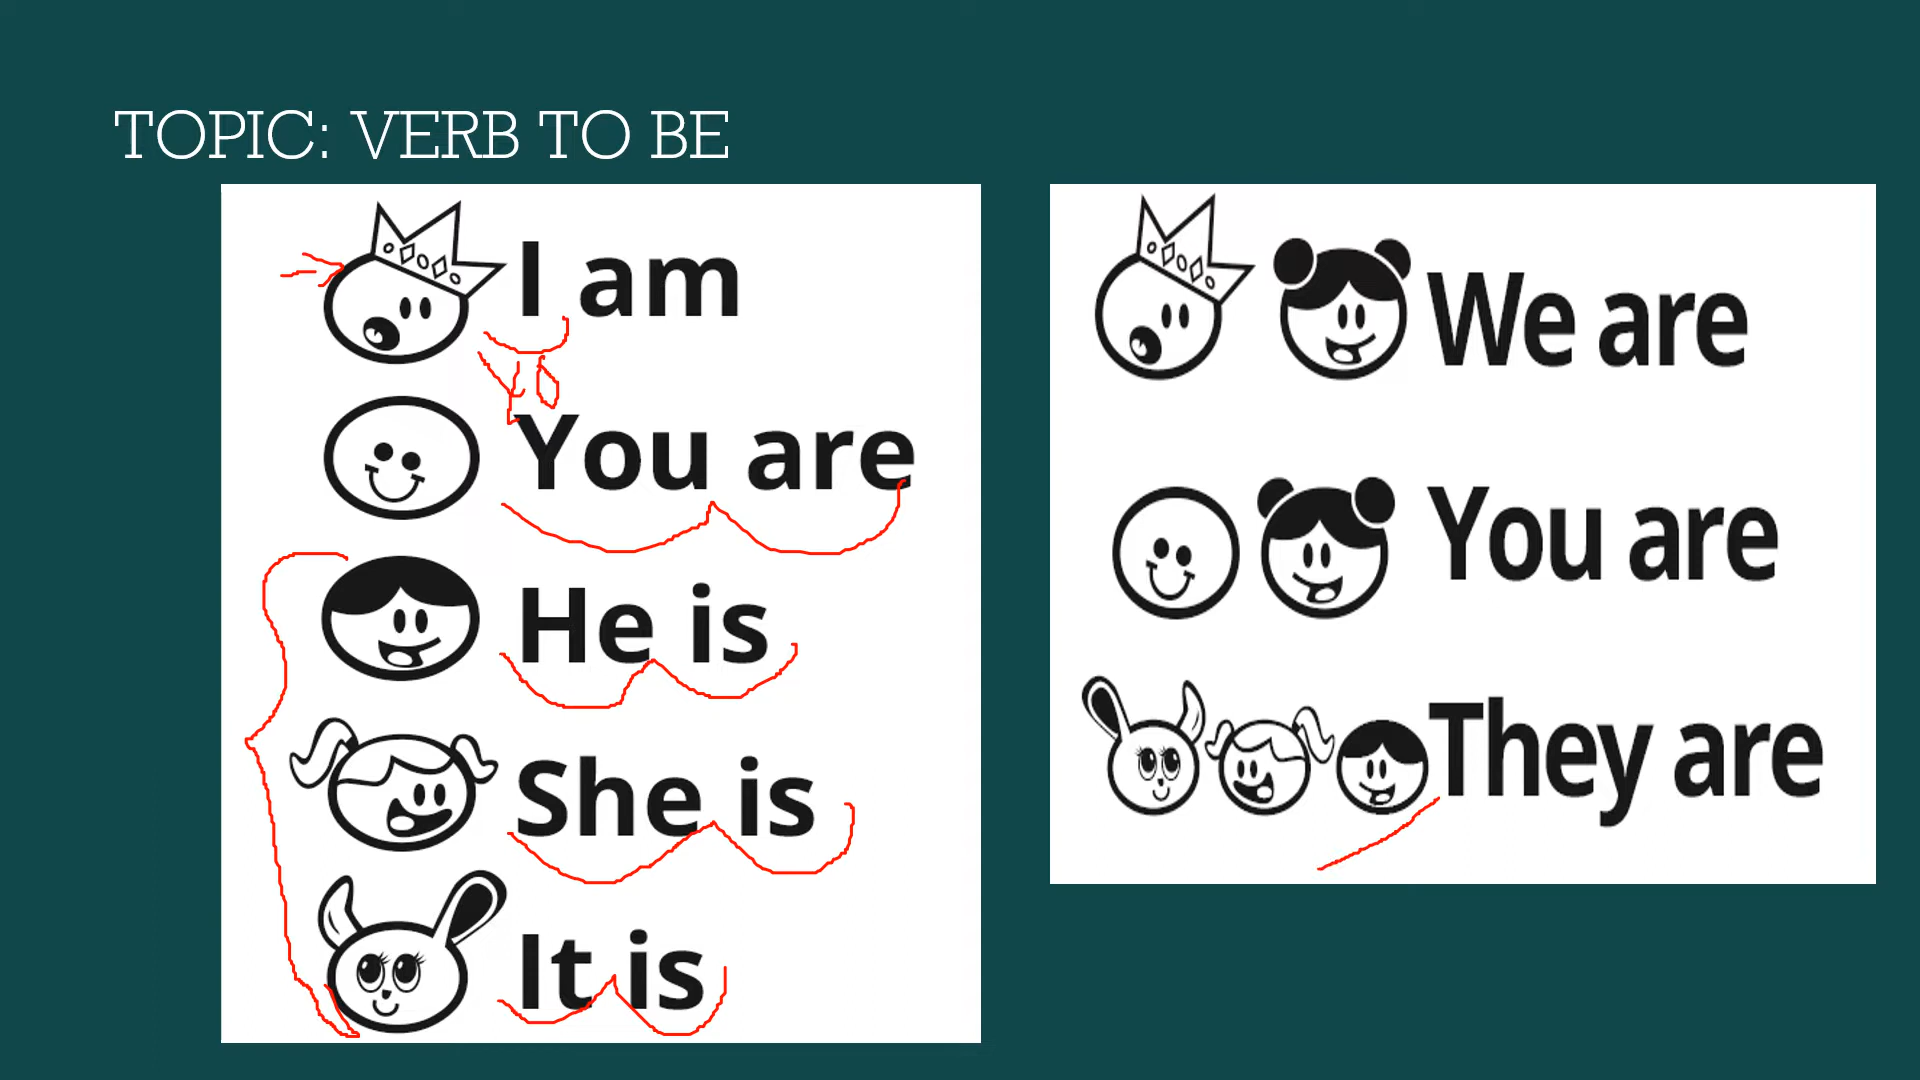 TOPIC: VERB TO BE
I am
You are
He is
She is
It is
We are
You are
They are